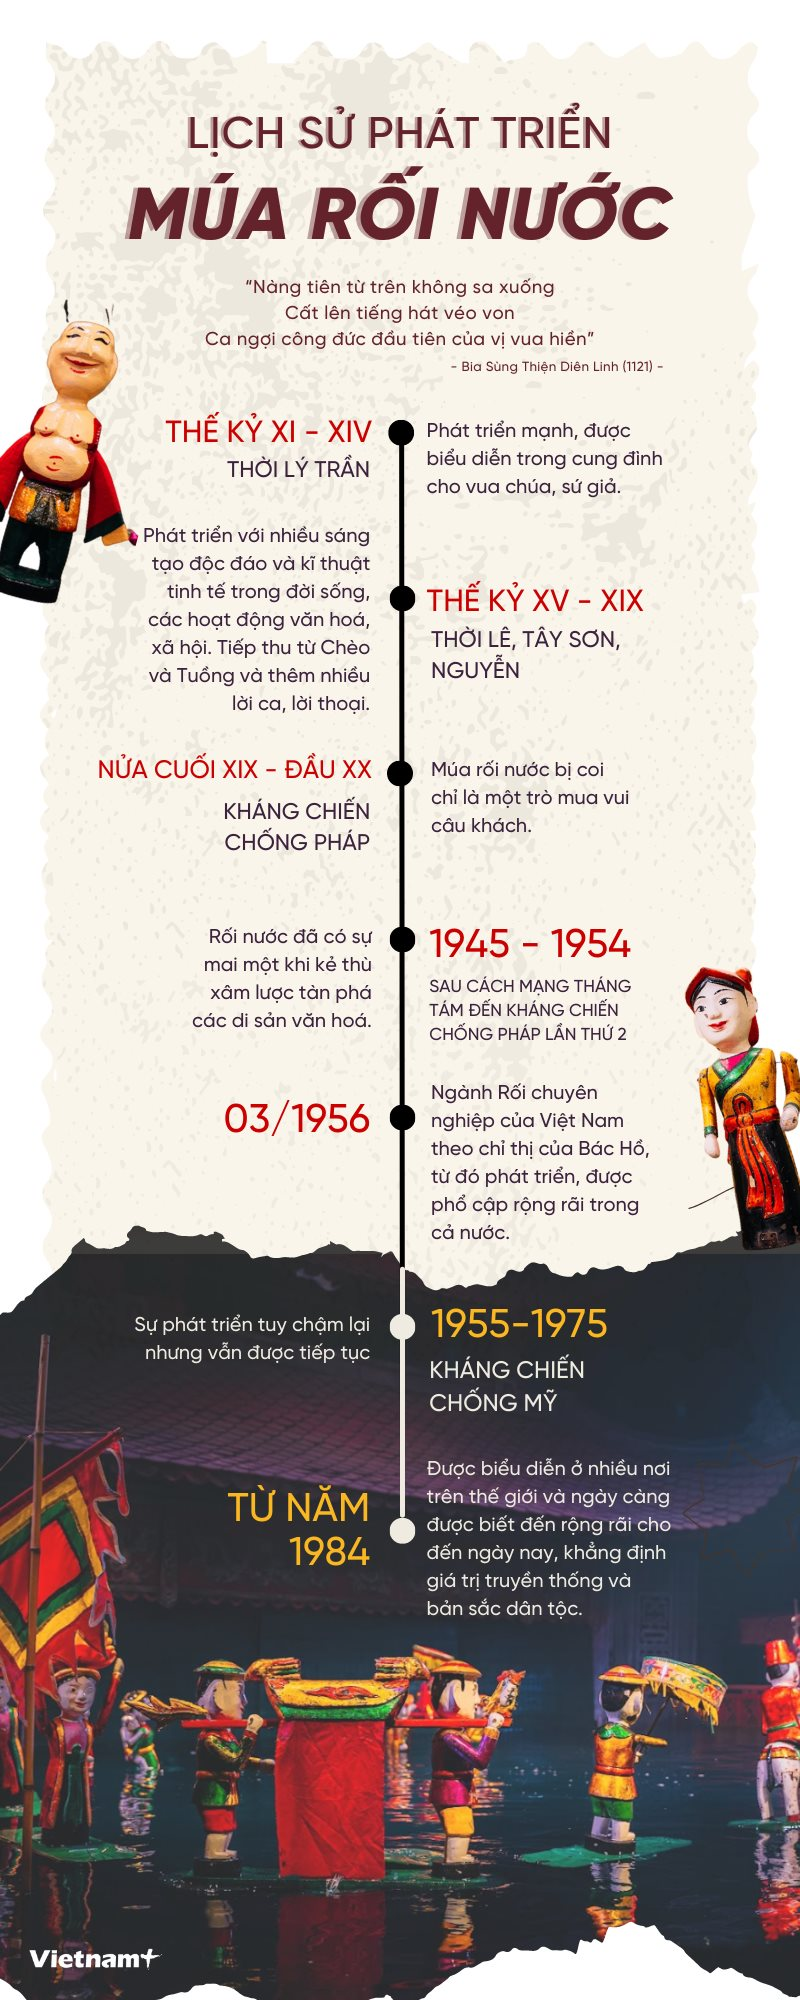 LỊCH SỬ PHÁT TRIỂN
MÚA RỐI NƯỚC
“Nàng tiên từ trên không sa xuống
Cất lên tiếng hát véo von
Ca ngợi công đức đầu tiên của vị vua hiền”
- Bia Sùng Thiện Diên Linh (1121) -
THẾ KỶ XI - XIV
THỜI LÝ TRẦN
Phát triển mạnh, được
biểu diễn trong cung đình
cho vua chúa, sứ giả.
THẾ KỶ XV - XIX
THỜI LÊ, TÂY SƠN,
NGUYỄN
Phát triển với nhiều sáng
tạo độc đáo và kĩ thuật
tinh tế trong đời sống,
các hoạt động văn hoá,
xã hội. Tiếp thu từ Chèo
và Tuồng và thêm nhiều
lời ca, lời thoại.
NỬA CUỐI XIX - ĐẦU XX
KHÁNG CHIẾN
CHỐNG PHÁP
Múa rối nước bị coi
chỉ là một trò mua vui
câu khách.
1945 - 1954
SAU CÁCH MẠNG THÁNG
TÁM ĐẾN KHÁNG CHIẾN
CHỐNG PHÁP LẦN THỨ 2
Rối nước đã có sự
mai một khi kẻ thù
xâm lược tàn phá
các di sản văn hoá.
03/1956
Ngành Rối chuyên
nghiệp của Việt Nam
theo chỉ thị của Bác Hồ,
từ đó phát triển, được
phổ cập rộng rãi trong
cả nước.
1955-1975
KHÁNG CHIẾN
CHỐNG MỸ
Sự phát triển tuy chậm lại
nhưng vẫn được tiếp tục
TỪ NĂM
1984
Được biểu diễn ở nhiều nơi
trên thế giới và ngày càng
được biết đến rộng rãi cho
đến ngày nay, khẳng định
giá trị truyền thống và
bản sắc dân tộc.
Vietnam+